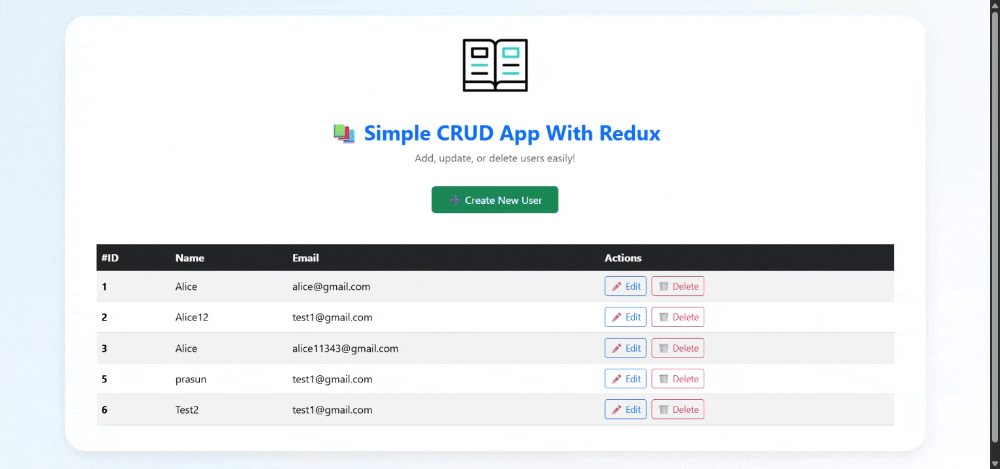 Simple CRUD App With Redux
Add, update, or delete users easily!
Create New User
#ID Name Email Actions
1 Alice alice@gmail.com Edit Delete
2 Alice12 test1@gmail.com Edit Delete
3 Alice alice11343@gmail.com Edit Delete
5 prasun test1@gmail.com Edit Delete
6 Test2 test1@gmail.com Edit Delete